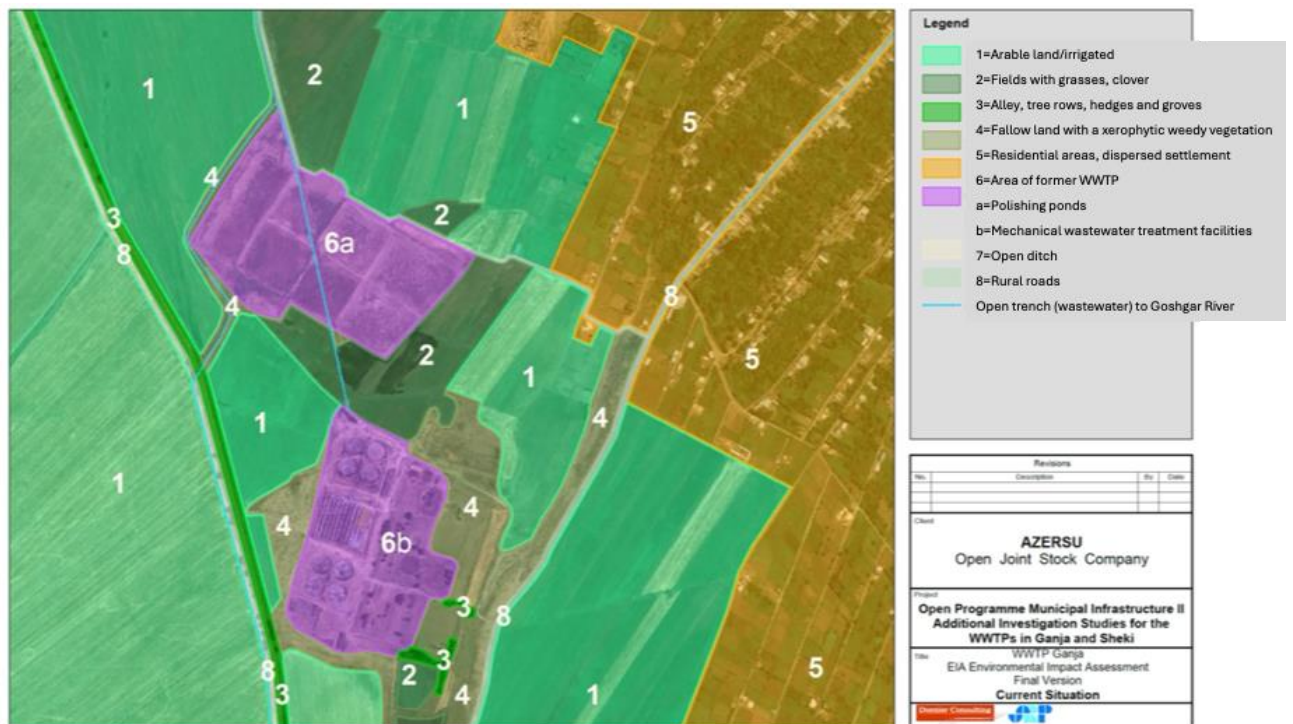 Legend
1=Arable land/irrigated
2=Fields with grasses, clover
3=Alley, tree rows, hedges and groves
4=Fallow land with a xerophytic weedy vegetation
5=Residential areas, dispersed settlement
6=Area of former WWTP
a=Polishing ponds
b=Mechanical wastewater treatment facilities
7=Open ditch
8=Rural roads
Open trench (wastewater) to Goshgar River
1
2
1
5
4
2
3
8
6a
8
4
2
1
5
1
4
1
4
4
6b
3
8
3
2
8
3
4
1
5
Revisions
No. Description By Date
Client
AZERSU
Open Joint Stock Company
Project
Open Programme Municipal Infrastructure II
Additional Investigation Studies for the
WWTPs in Ganja and Sheki
Title
WWTP Ganja
EIA Environmental Impact Assessment
Final Version
Current Situation
Consulting